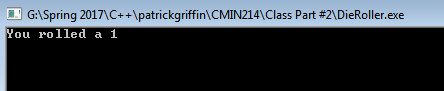 G:\Spring 2017\C++\patrickgriffin\CMIN214\Class Part #2\DieRoller.exe
You rolled a 1